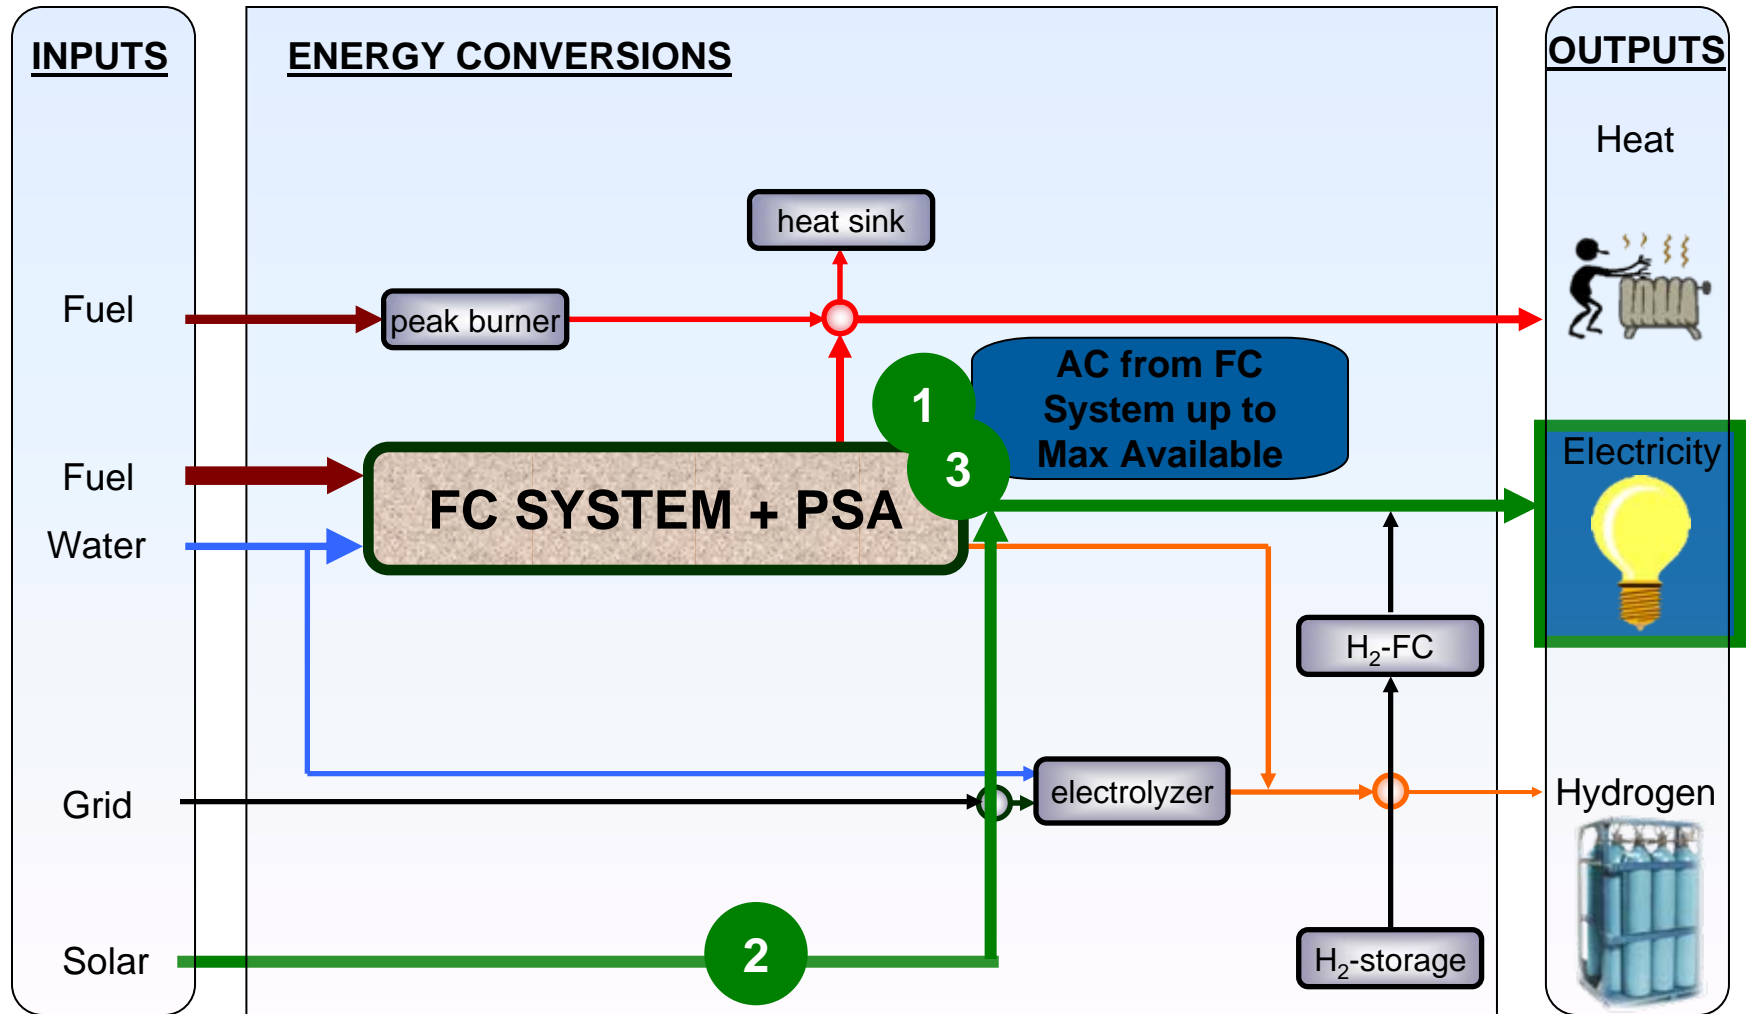 INPUTS
ENERGY CONVERSIONS
OUTPUTS
Heat
heat sink
Fuel
peak burner
1
AC from FC
System up to
Max Available
3
Electricity
Fuel
FC SYSTEM + PSA
Water
H₂-FC
Grid
electrolyzer
Hydrogen
2
Solar
H₂-storage